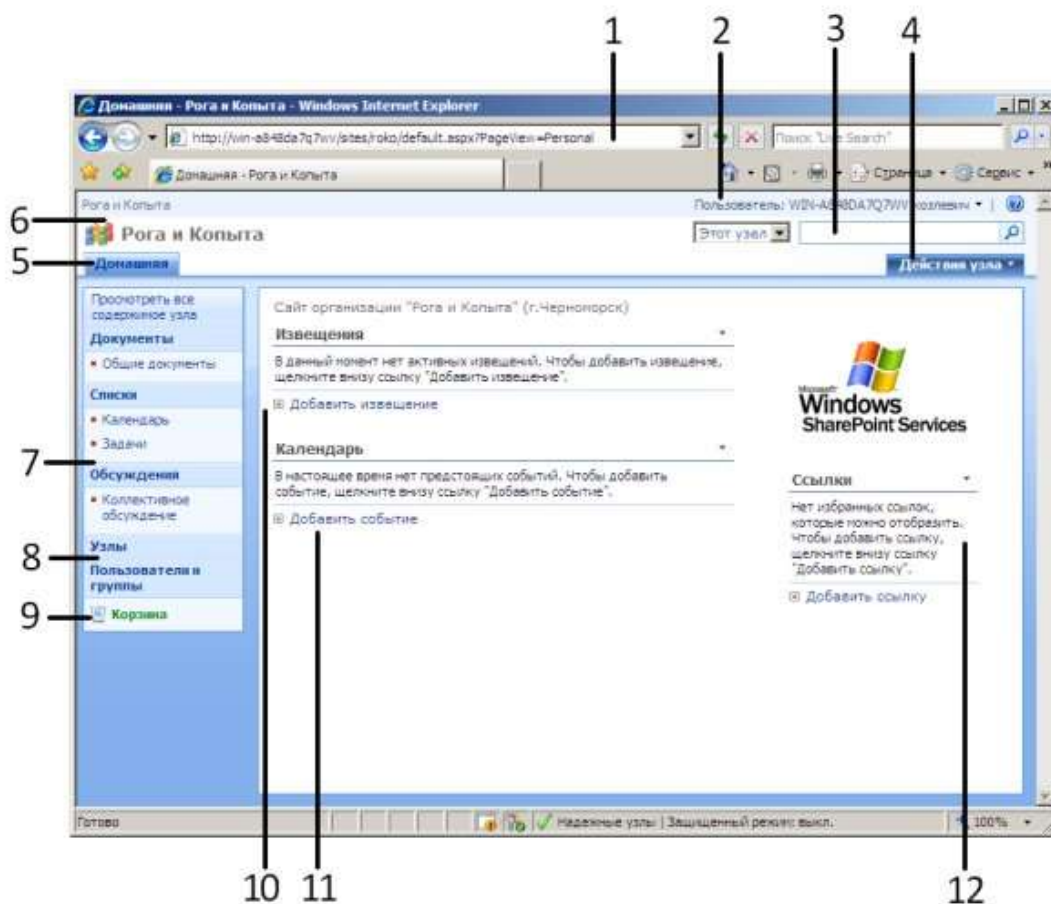 1 2 3 4
Домашняя - Рога и Копыта - Windows Internet Explorer
http://win-a848da7q7wv/sites/roko/default.aspx?PageView=Personal
Поиск "Live Search"
Домашняя - Рога и Копыта
Страница Сервис
Рога и Копыта
Пользователь: WIN-A848DA7Q7WV\козлевич
6
Рога и Копыта
Этот узел
5
Домашняя
Действия узла
Просмотреть все
содержимое узла
Документы
Общие документы
Списки
Календарь
Задачи
7
Обсуждения
Коллективное
обсуждение
Узлы
8
Пользователи и
группы
9
Корзина
Сайт организации "Рога и Копыта" (г.Черноморск)
Извещения
В данный момент нет активных извещений. Чтобы добавить извещение,
щелкните внизу ссылку "Добавить извещение".
Добавить извещение
Календарь
В настоящее время нет предстоящих событий. Чтобы добавить
событие, щелкните внизу ссылку "Добавить событие".
Добавить событие
Microsoft
Windows
SharePoint Services
Ссылки
Нет избранных ссылок,
которые можно отобразить.
Чтобы добавить ссылку,
щелкните внизу ссылку
"Добавить ссылку".
Добавить ссылку
Готово
Надежные узлы | Защищенный режим: выкл.
100%
10 11 12